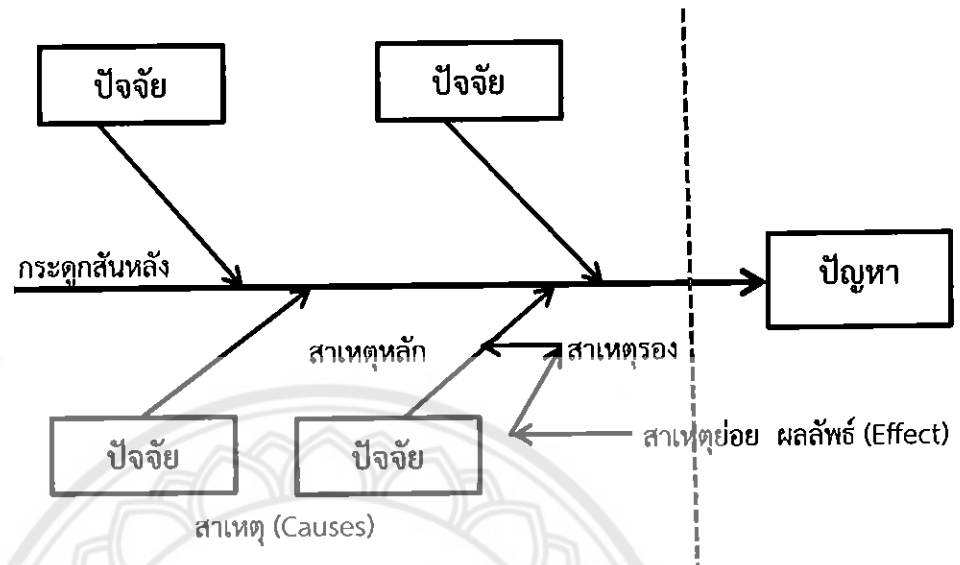 ปัจจัย
ปัจจัย
กระดูกสันหลัง
ปัญหา
สาเหตุหลัก
สาเหตุรอง
สาเหตุย่อย
ผลลัพธ์ (Effect)
ปัจจัย
ปัจจัย
สาเหตุ (Causes)